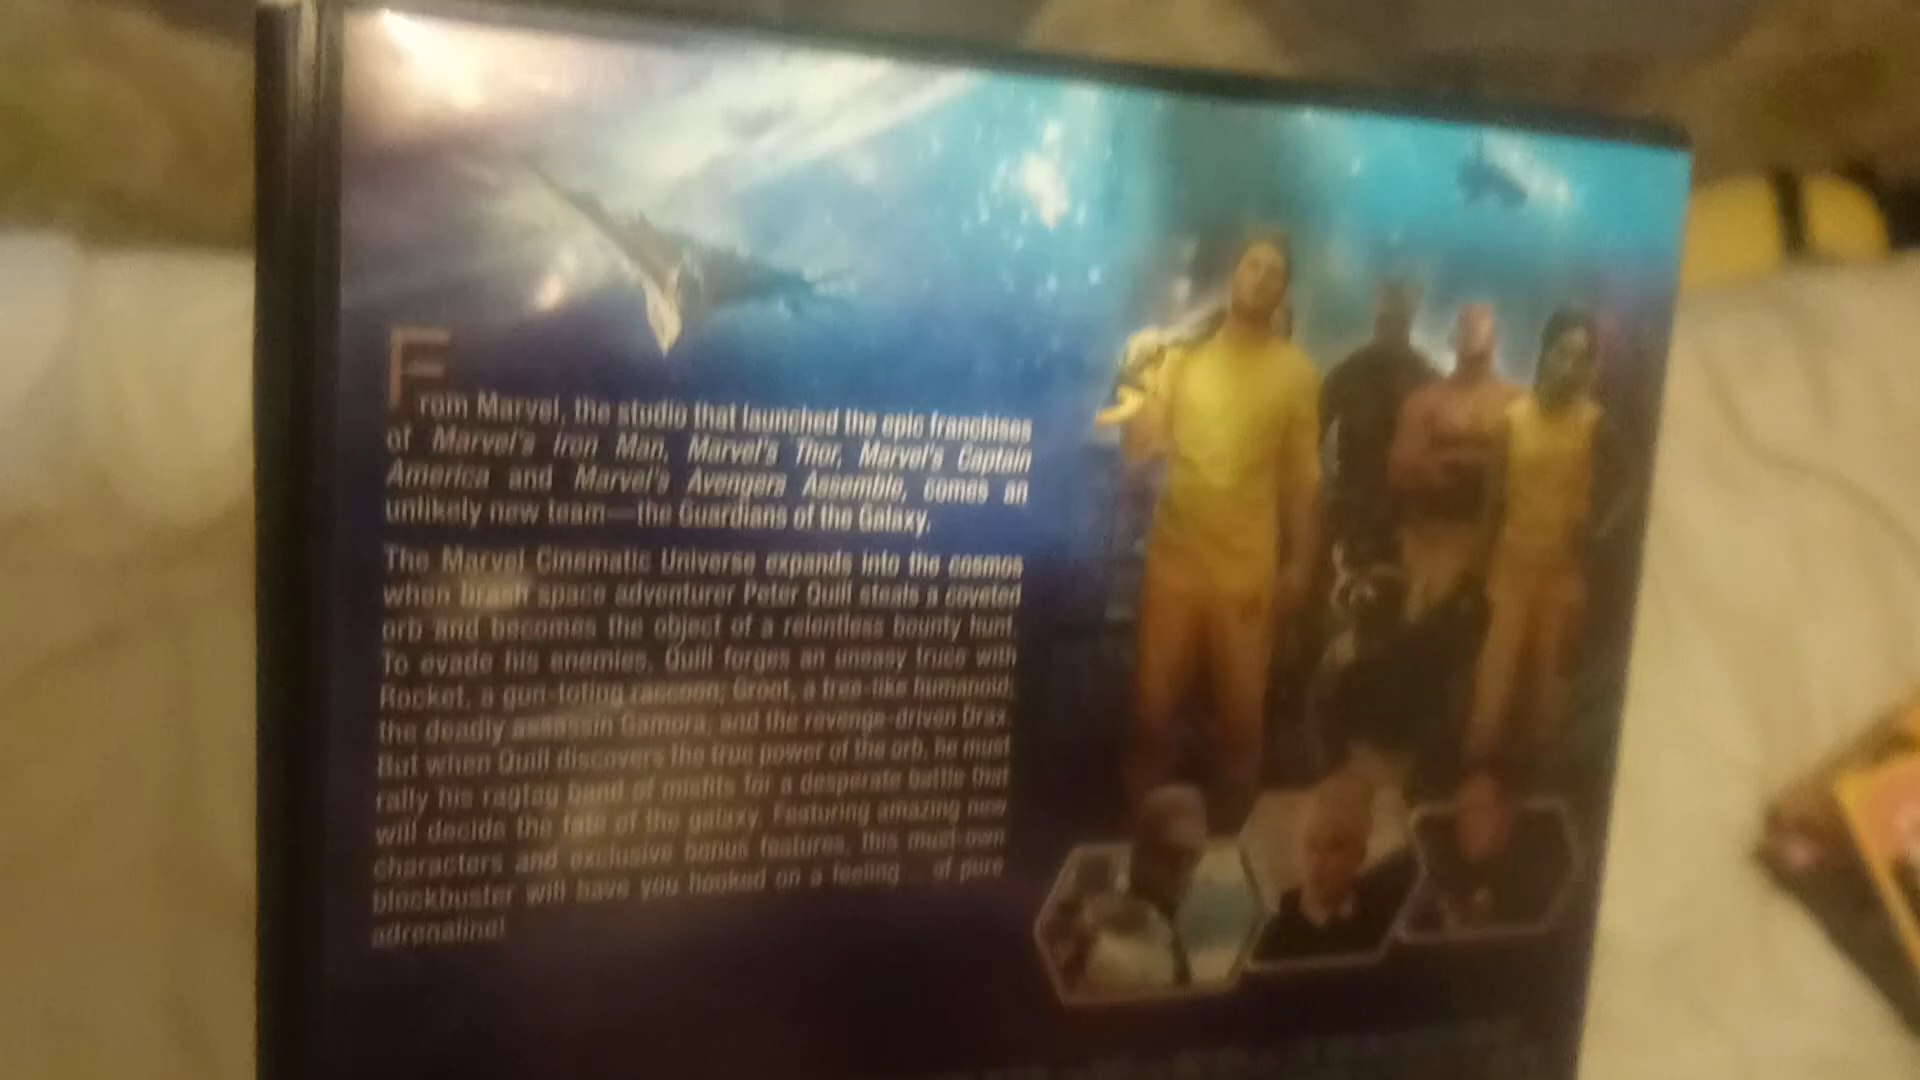 From Marvel, the studio that launched the epic franchises
of Marvel's Iron Man, Marvel's Thor, Marvel's Captain
America and Marvel's Avengers Assemble, comes an
unlikely new team—the Guardians of the Galaxy.
The Marvel Cinematic Universe expands into the cosmos
when brash space adventurer Peter Quill steals a coveted
orb and becomes the object of a relentless bounty hunt.
To evade his enemies, Quill forges an uneasy truce with
Rocket, a gun-toting raccoon; Groot, a tree-like humanoid;
the deadly assassin Gamora; and the revenge-driven Drax.
But when Quill discovers the true power of the orb, he must
rally his ragtag band of misfits for a desperate battle that
will decide the fate of the galaxy. Featuring amazing new
characters and exclusive bonus features, this must-own
blockbuster will have you hooked on a feeling... of pure
adrenaline!